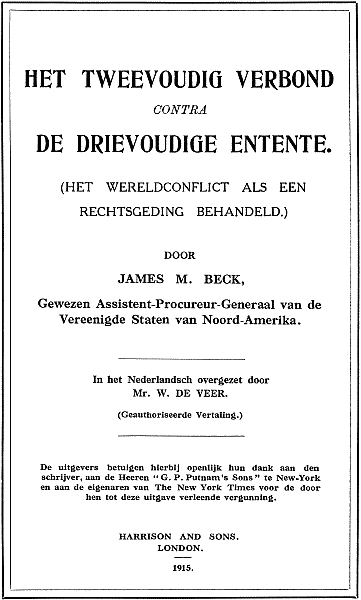 HET TWEEVOUDIG VERBOND
CONTRA
DE DRIEVOUDIGE ENTENTE.
(HET WERELDCONFLICT ALS EEN
RECHTSGEDING BEHANDELD.)
DOOR
JAMES M. BECK,
Gewezen Assistent-Procureur-Generaal van de
Vereenigde Staten van Noord-Amerika.
In het Nederlandsch overgezet door
Mr. W. DE VEER.
(Geauthoriseerde Vertaling.)
De uitgevers betuigen hierbij openlijk hun dank aan den
schrijver, aan de Heeren "G. P. Putnam's Sons" te New-York
en aan de eigenaren van The New York Times voor de door
hen tot deze uitgave verleende vergunning.
HARRISON AND SONS.
LONDON.
1915.